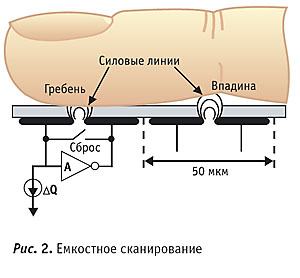 Силовые линии
Гребень
Впадина
Сброс
A
ΔQ
50 мкм
Рис. 2. Емкостное сканирование